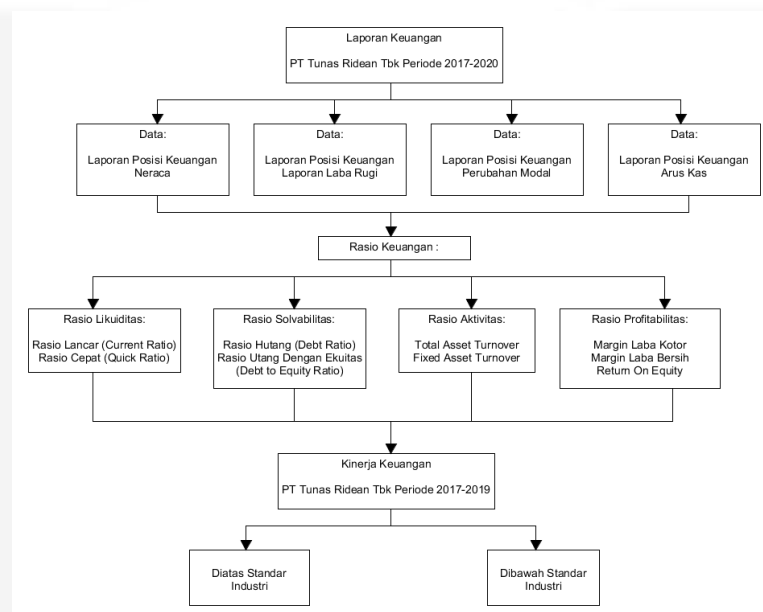 Laporan Keuangan
PT Tunas Ridean Tbk Periode 2017-2020
Data:
Laporan Posisi Keuangan
Neraca
Data:
Laporan Posisi Keuangan
Laporan Laba Rugi
Data:
Laporan Posisi Keuangan
Perubahan Modal
Data:
Laporan Posisi Keuangan
Arus Kas
Rasio Keuangan :
Rasio Likuiditas:
Rasio Lancar (Current Ratio)
Rasio Cepat (Quick Ratio)
Rasio Solvabilitas:
Rasio Hutang (Debt Ratio)
Rasio Utang Dengan Ekuitas
(Debt to Equity Ratio)
Rasio Aktivitas:
Total Asset Turnover
Fixed Asset Turnover
Rasio Profitabilitas:
Margin Laba Kotor
Margin Laba Bersih
Return On Equity
Kinerja Keuangan
PT Tunas Ridean Tbk Periode 2017-2019
Diatas Standar
Industri
Dibawah Standar
Industri